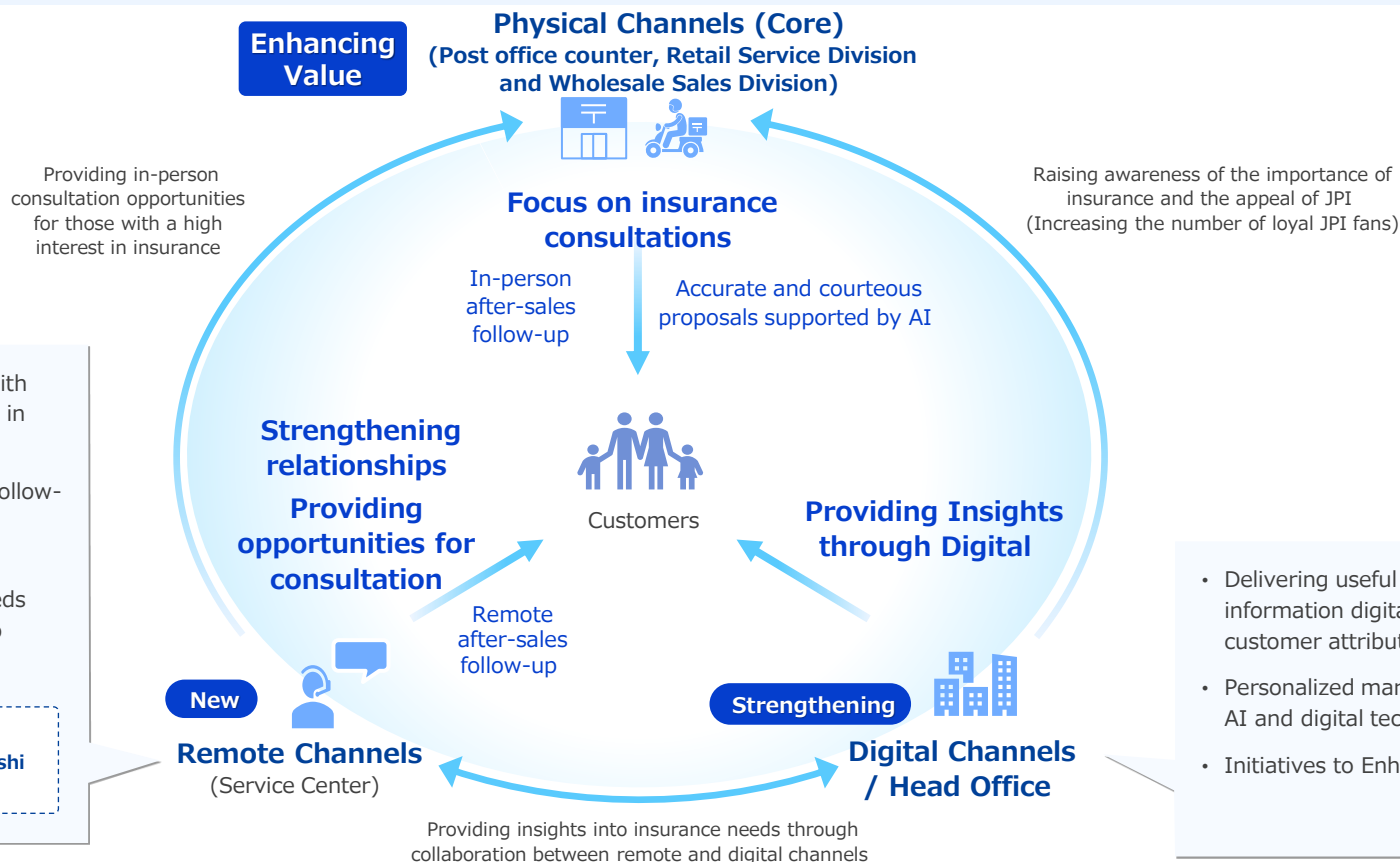 Enhancing
Value
Physical Channels (Core)
(Post office counter, Retail Service Division
and Wholesale Sales Division)
Providing in-person
consultation opportunities
for those with a high
interest in insurance
Raising awareness of the importance of
insurance and the appeal of JPI
(Increasing the number of loyal JPI fans)
Focus on insurance
consultations
In-person
after-sales
follow-up
Accurate and courteous
proposals supported by AI
in
Strengthening
relationships
Providing
opportunities for
consultation
Customers
Providing Insights
through Digital
Remote
after-sales
follow-up
New
Remote Channels
(Service Center)
Strengthening
Digital Channels
/ Head Office
• Delivering useful
information
customer
• Personalized
AI and digital
• Initiatives to
Providing insights into insurance needs through
collaboration between remote and digital channels